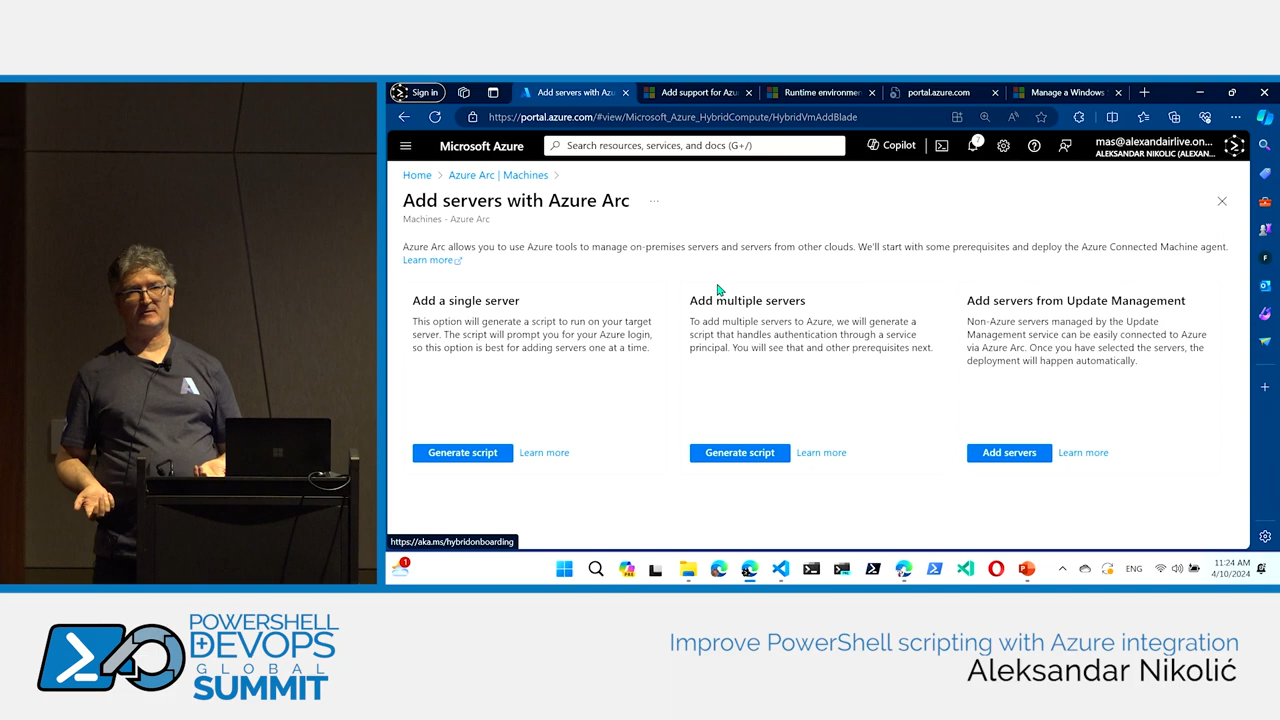 Sign in
Add servers with Azu
Add support for Azu
Runtime environmen
portal.azure.com
Manage a Windows
https://portal.azure.com/#view/Microsoft_Azure_HybridCompute/HybridVmAddBlade
Microsoft Azure
Search resources, services, and docs (G+/)
Copilot
mas@alexandairlive.on...
ALEKSANDAR NIKOLIC (ALEXAN...
Home > Azure Arc | Machines >
Add servers with Azure Arc ...
Machines - Azure Arc
Azure Arc allows you to use Azure tools to manage on-premises servers and servers from other clouds. We'll start with some prerequisites and deploy the Azure Connected Machine agent.
Learn more
Add a single server
This option will generate a script to run on your target
server. The script will prompt you for your Azure login,
so this option is best for adding servers one at a time.
Generate script
Learn more
Add multiple servers
To add multiple servers to Azure, we will generate a
script that handles authentication through a service
principal. You will see that and other prerequisites next.
Generate script
Learn more
Add servers from Update Management
Non-Azure servers managed by the Update
Management service can be easily connected to Azure
via Azure Arc. Once you have selected the servers, the
deployment will happen automatically.
Add servers
Learn more
https://aka.ms/hybridonboarding
1
ENG
11:24 AM
4/10/2024
POWERSHELL
DEVOPS
GLOBAL
SUMMIT
Improve PowerShell scripting with Azure integration
Aleksandar Nikolić